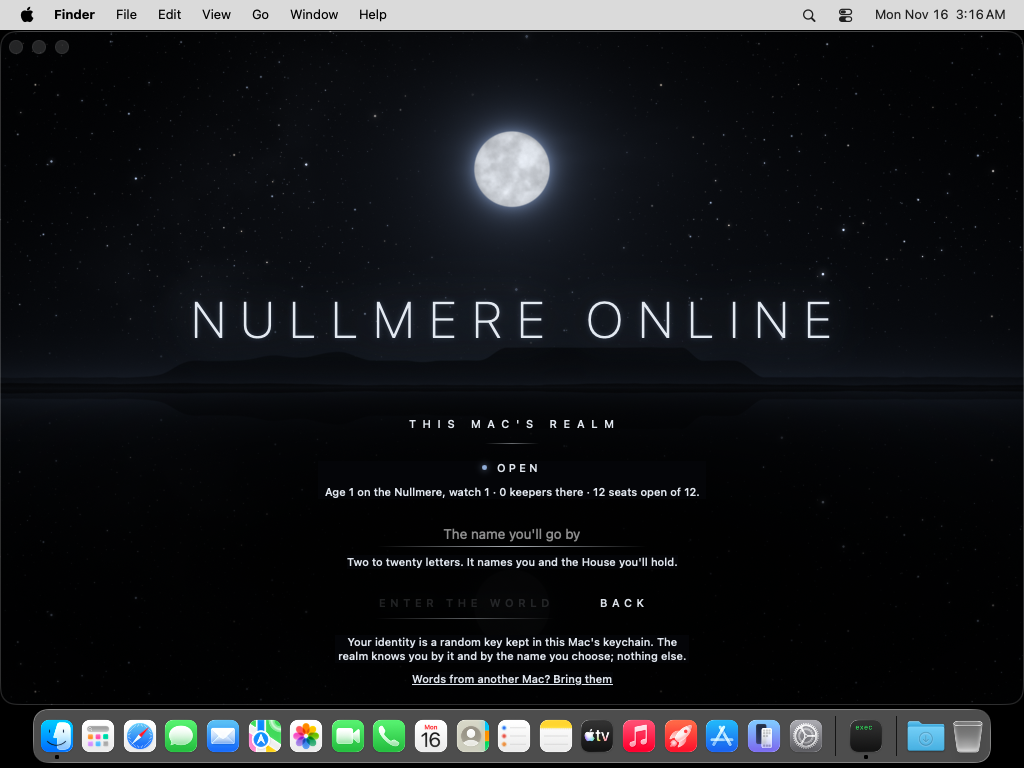 Finder File Edit View Go Window Help Mon Nov 16 3:16 AM
NULLMERE ONLINE
THIS MAC'S REALM
OPEN
Age 1 on the Nullmere, watch 1 · 0 keepers there · 12 seats open of 12.
The name you'll go by
Two to twenty letters. It names you and the House you'll hold.
ENTER THE WORLD BACK
Your identity is a random key kept in this Mac's keychain. The
realm knows you by it and by the name you choose; nothing else.
Words from another Mac? Bring them
Mon
16
tv
exec